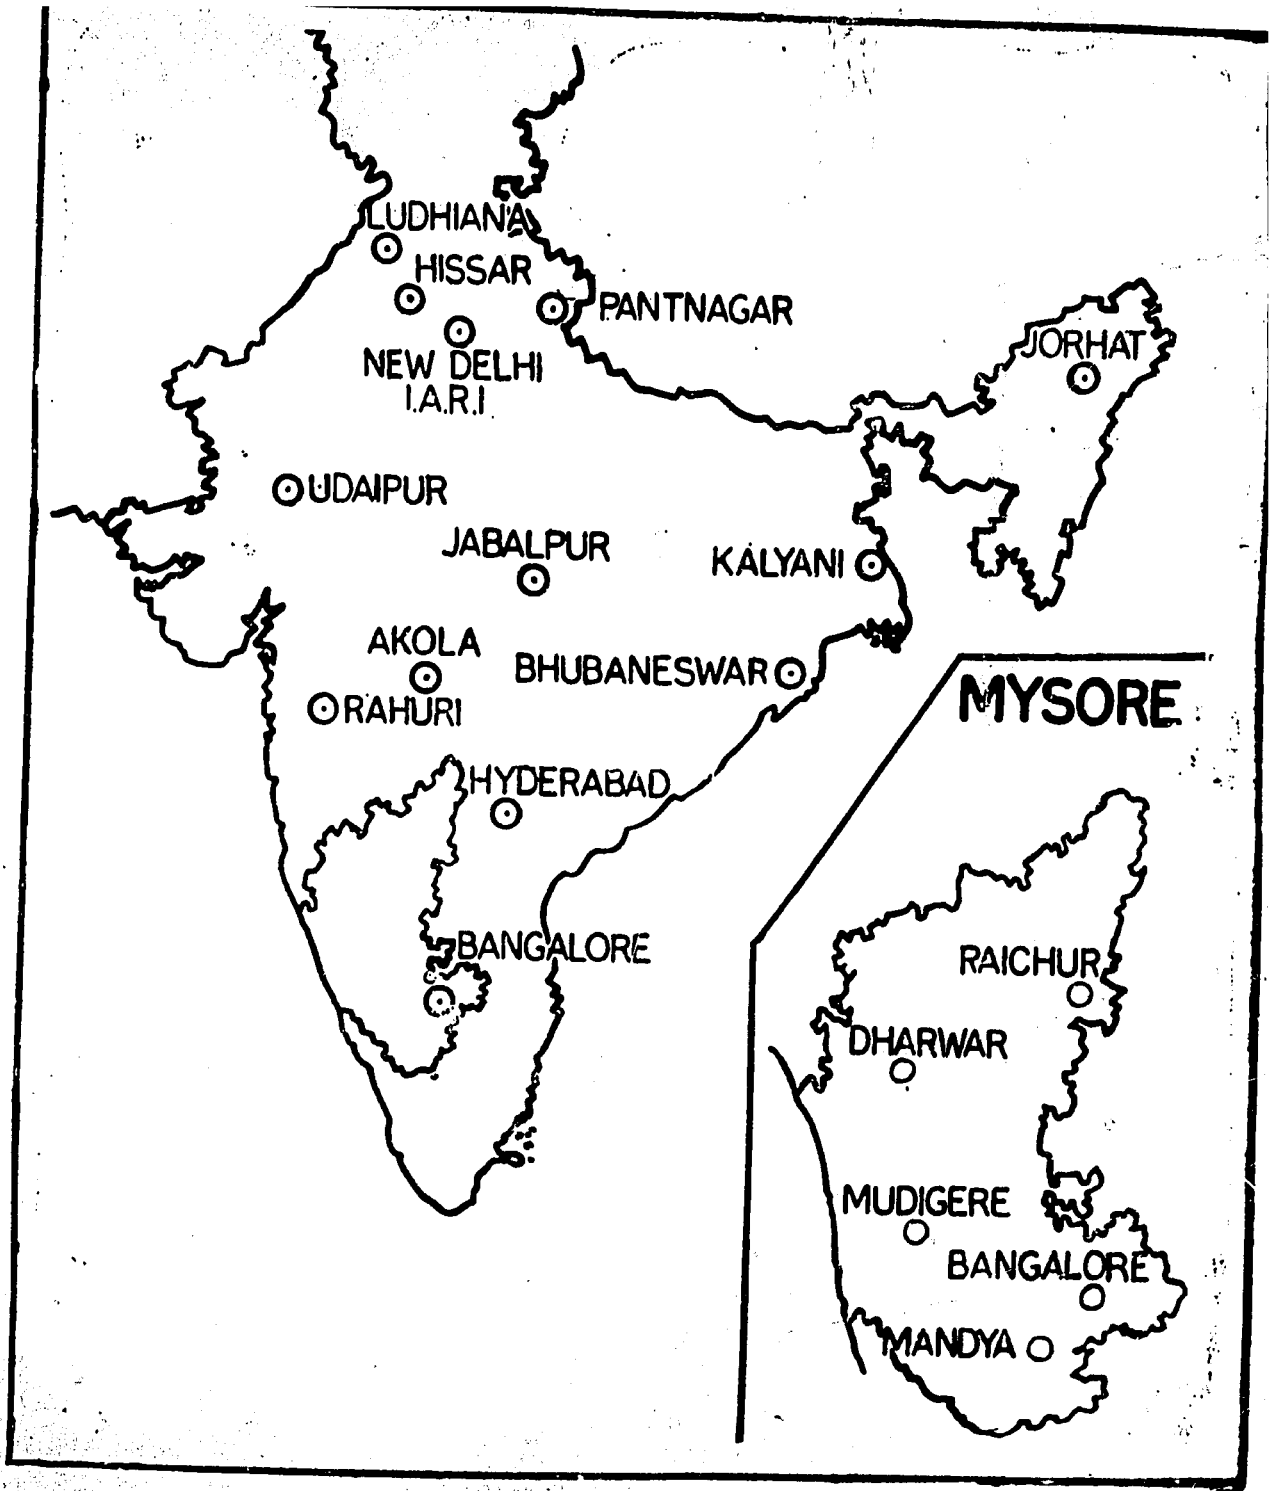 LUDHIANA
HISSAR
PANTNAGAR
NEW DELHI
I.A.R.I.
JORHAT
UDAIPUR
JABALPUR
KALYANI
AKOLA
BHUBANESWAR
RAHURI
HYDERABAD
BANGALORE
MYSORE
RAICHUR
DHARWAR
MUDIGERE
BANGALORE
MANDYA